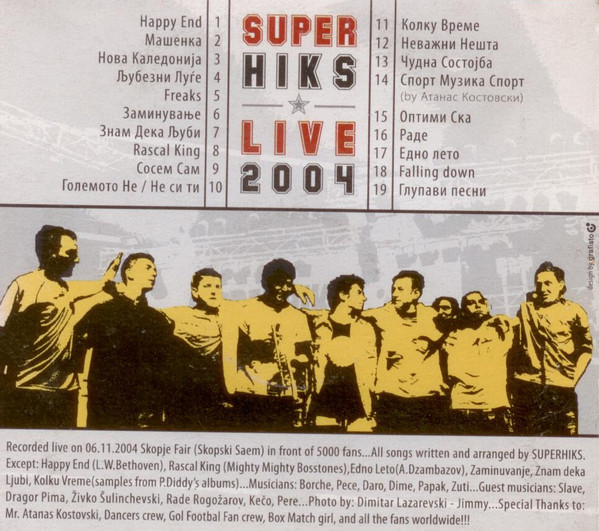 Happy End 1
Машенка 2
Нова Каледонија 3
Љубезни Луѓе 4
Freaks 5
Заминување 6
Знам Дека Љуби 7
Rascal King 8
Сосем Сам 9
Големото Не / Не си ти 10
SUPER
HIKS
LIVE
2004
11 Колку Време
12 Неважни Нешта
13 Чудна Состојба
14 Спорт Музика Спорт
(by Атанас Костовски)
15 Оптими Ска
16 Раде
17 Едно лето
18 Falling down
19 Глупави песни
design by grafisto
Recorded live on 06.11.2004 Skopje Fair (Skopski Saem) in front of 5000 fans...All songs written and arranged by SUPERHIKS.
Except: Happy End (L.W.Bethoven), Rascal King (Mighty Mighty Bosstones),Edno Leto(A.Dzambazov), Zaminuvanje, Znam deka
Ljubi, Kolku Vreme(samples from P.Diddy's albums)...Musicians: Borche, Pece, Daro, Dime, Papak, Zuti...Guest musicians: Slave,
Dragor Pima, Živko Šulinchevski, Rade Rogožarov, Kečo, Pere...Photo by: Dimitar Lazarevski - Jimmy...Special Thanks to:
Mr. Atanas Kostovski, Dancers crew, Gol Footbal Fan crew, Box Match girl, and all the fans worldwide!!!